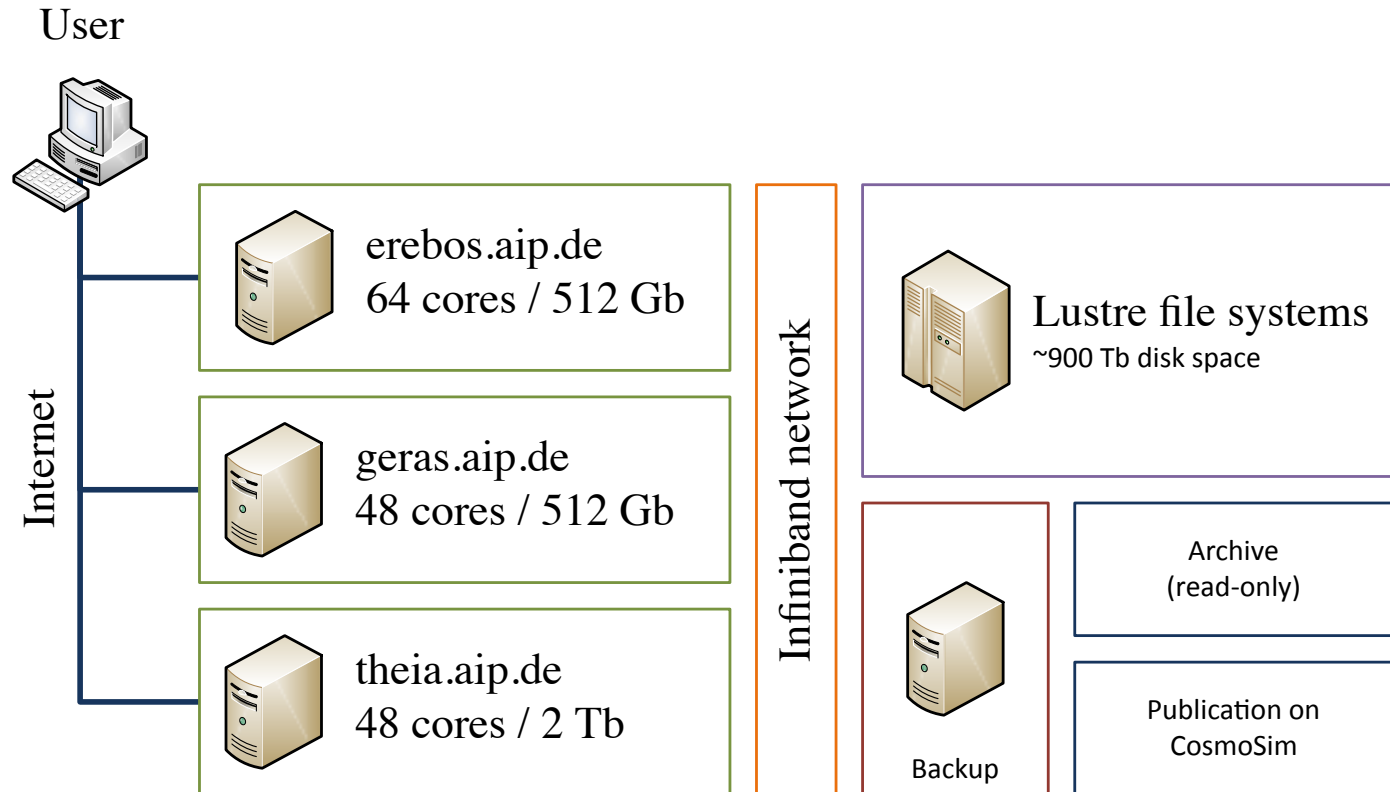 User
Internet
erebos.aip.de
64 cores / 512 Gb
geras.aip.de
48 cores / 512 Gb
theia.aip.de
48 cores / 2 Tb
Infiniband network
Lustre file systems
~900 Tb disk space
Backup
Archive
(read-only)
Publication on
CosmoSim